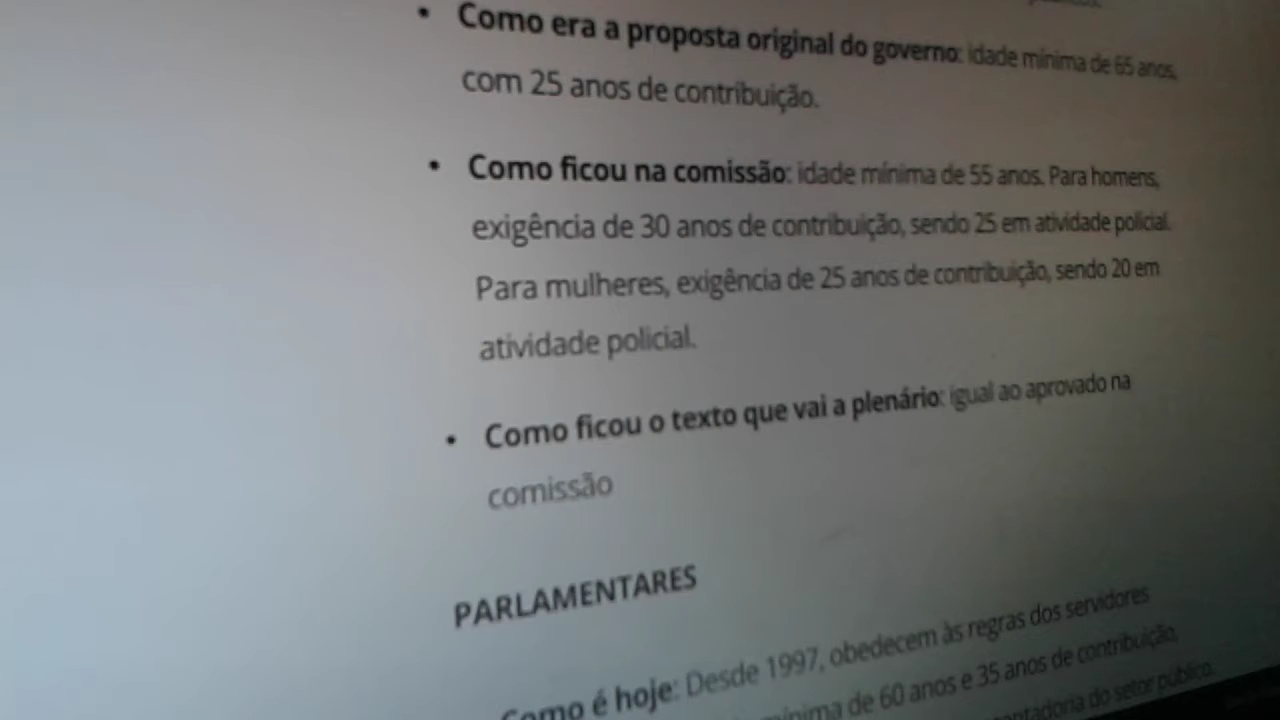 • Como era a proposta original do governo: idade mínima de 65 anos,
com 25 anos de contribuição.
• Como ficou na comissão: idade mínima de 55 anos. Para homens,
exigência de 30 anos de contribuição, sendo 25 em atividade policial.
Para mulheres, exigência de 25 anos de contribuição, sendo 20 em
atividade policial.
• Como ficou o texto que vai a plenário: igual ao aprovado na
comissão
PARLAMENTARES
Como é hoje: Desde 1997, obedecem às regras dos servidores
mínima de 60 anos e 35 anos de contribuição,
do setor público.